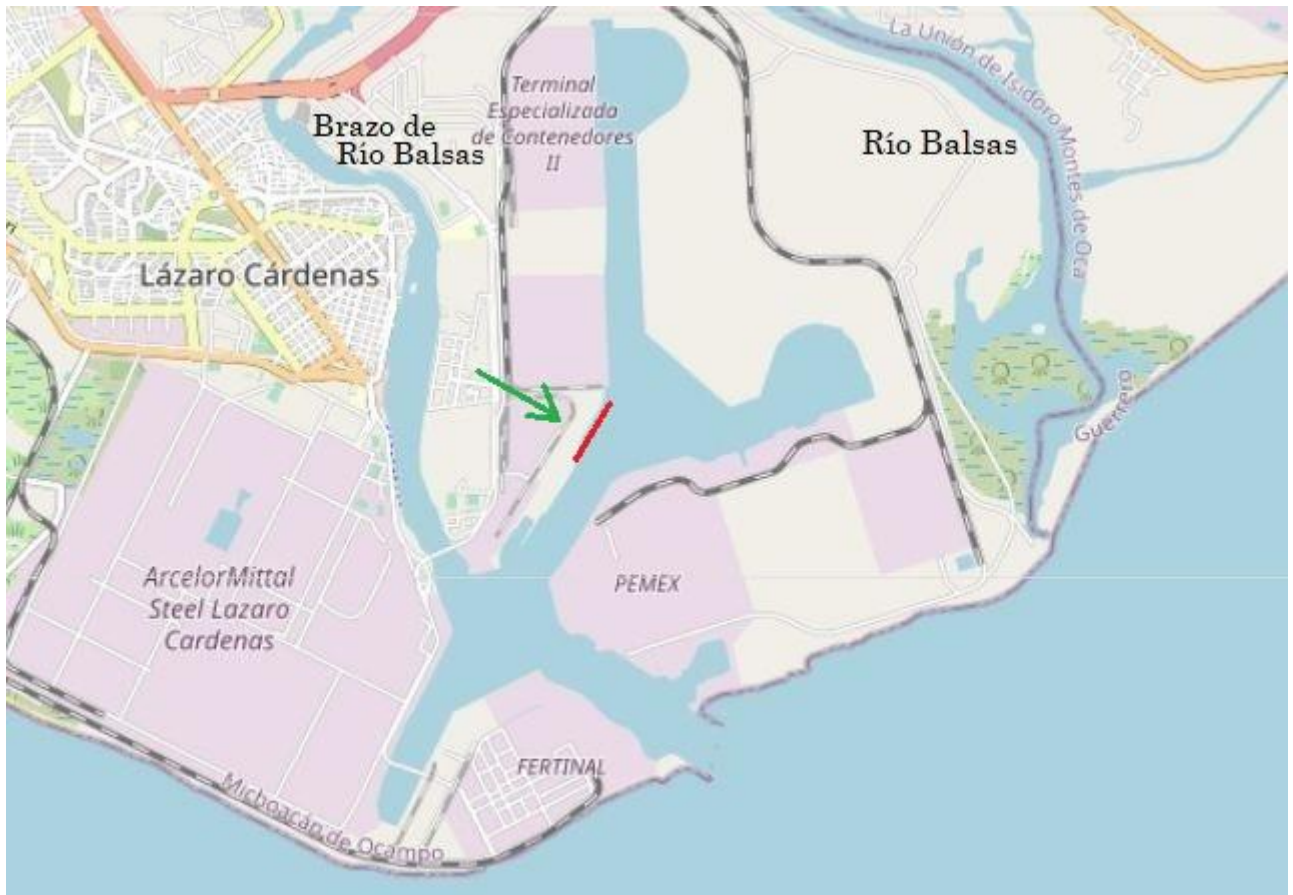 La Unión de Isidoro Montes de Oca
Terminal
Especializada
de Contenedores
II
Brazo de
Río Balsas
Río Balsas
Lázaro Cárdenas
Guerrero
ArcelorMittal
Steel Lazaro
Cardenas
PEMEX
FERTINAL
Michoacán de Ocampo